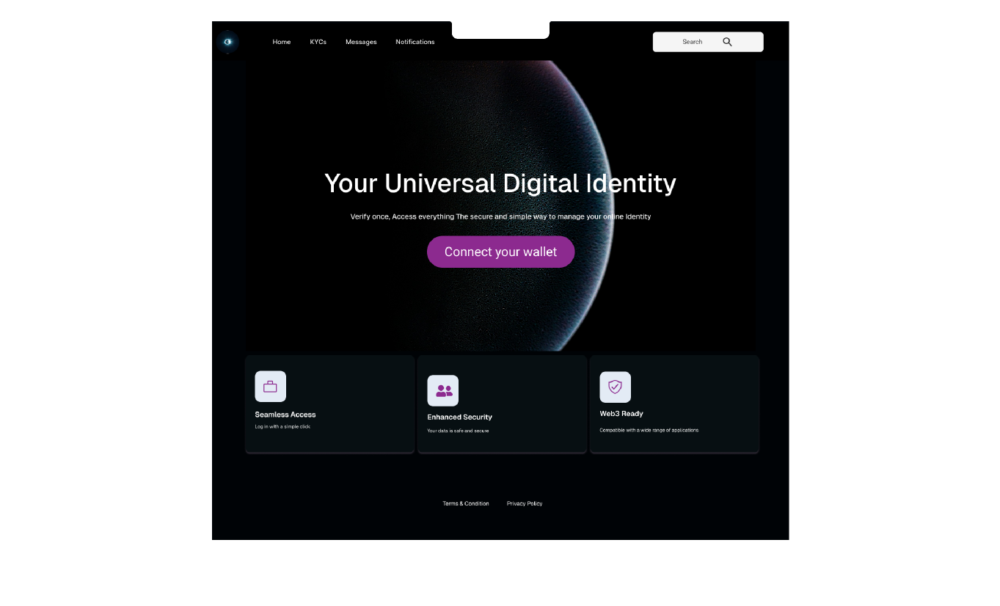 Home KYCs Messages Notifications Search
Your Universal Digital Identity
Verify once, Access everything The secure and simple way to manage your online Identity
Connect your wallet
Seamless Access
Log in with a simple click
Enhanced Security
Your data is safe and secure
Web3 Ready
Compatible with a wide range of applications
Terms & Condition Privacy Policy